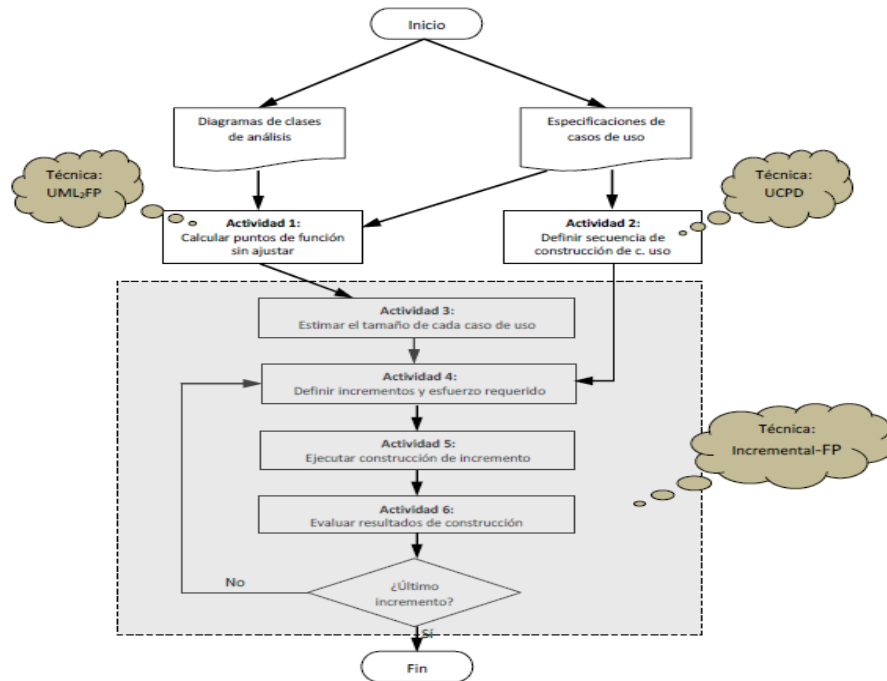 Inicio
Diagramas de clases
de análisis
Especificaciones de
casos de uso
Técnica:
UML₂FP
Técnica:
UCPD
Actividad 1:
Calcular puntos de función
sin ajustar
Actividad 2:
Definir secuencia de
construcción de c. uso
Actividad 3:
Estimar el tamaño de cada caso de uso
Actividad 4:
Definir incrementos y esfuerzo requerido
Técnica:
Incremental-FP
Actividad 5:
Ejecutar construcción de incremento
Actividad 6:
Evaluar resultados de construcción
No
¿Último
incremento?
Sí
Fin